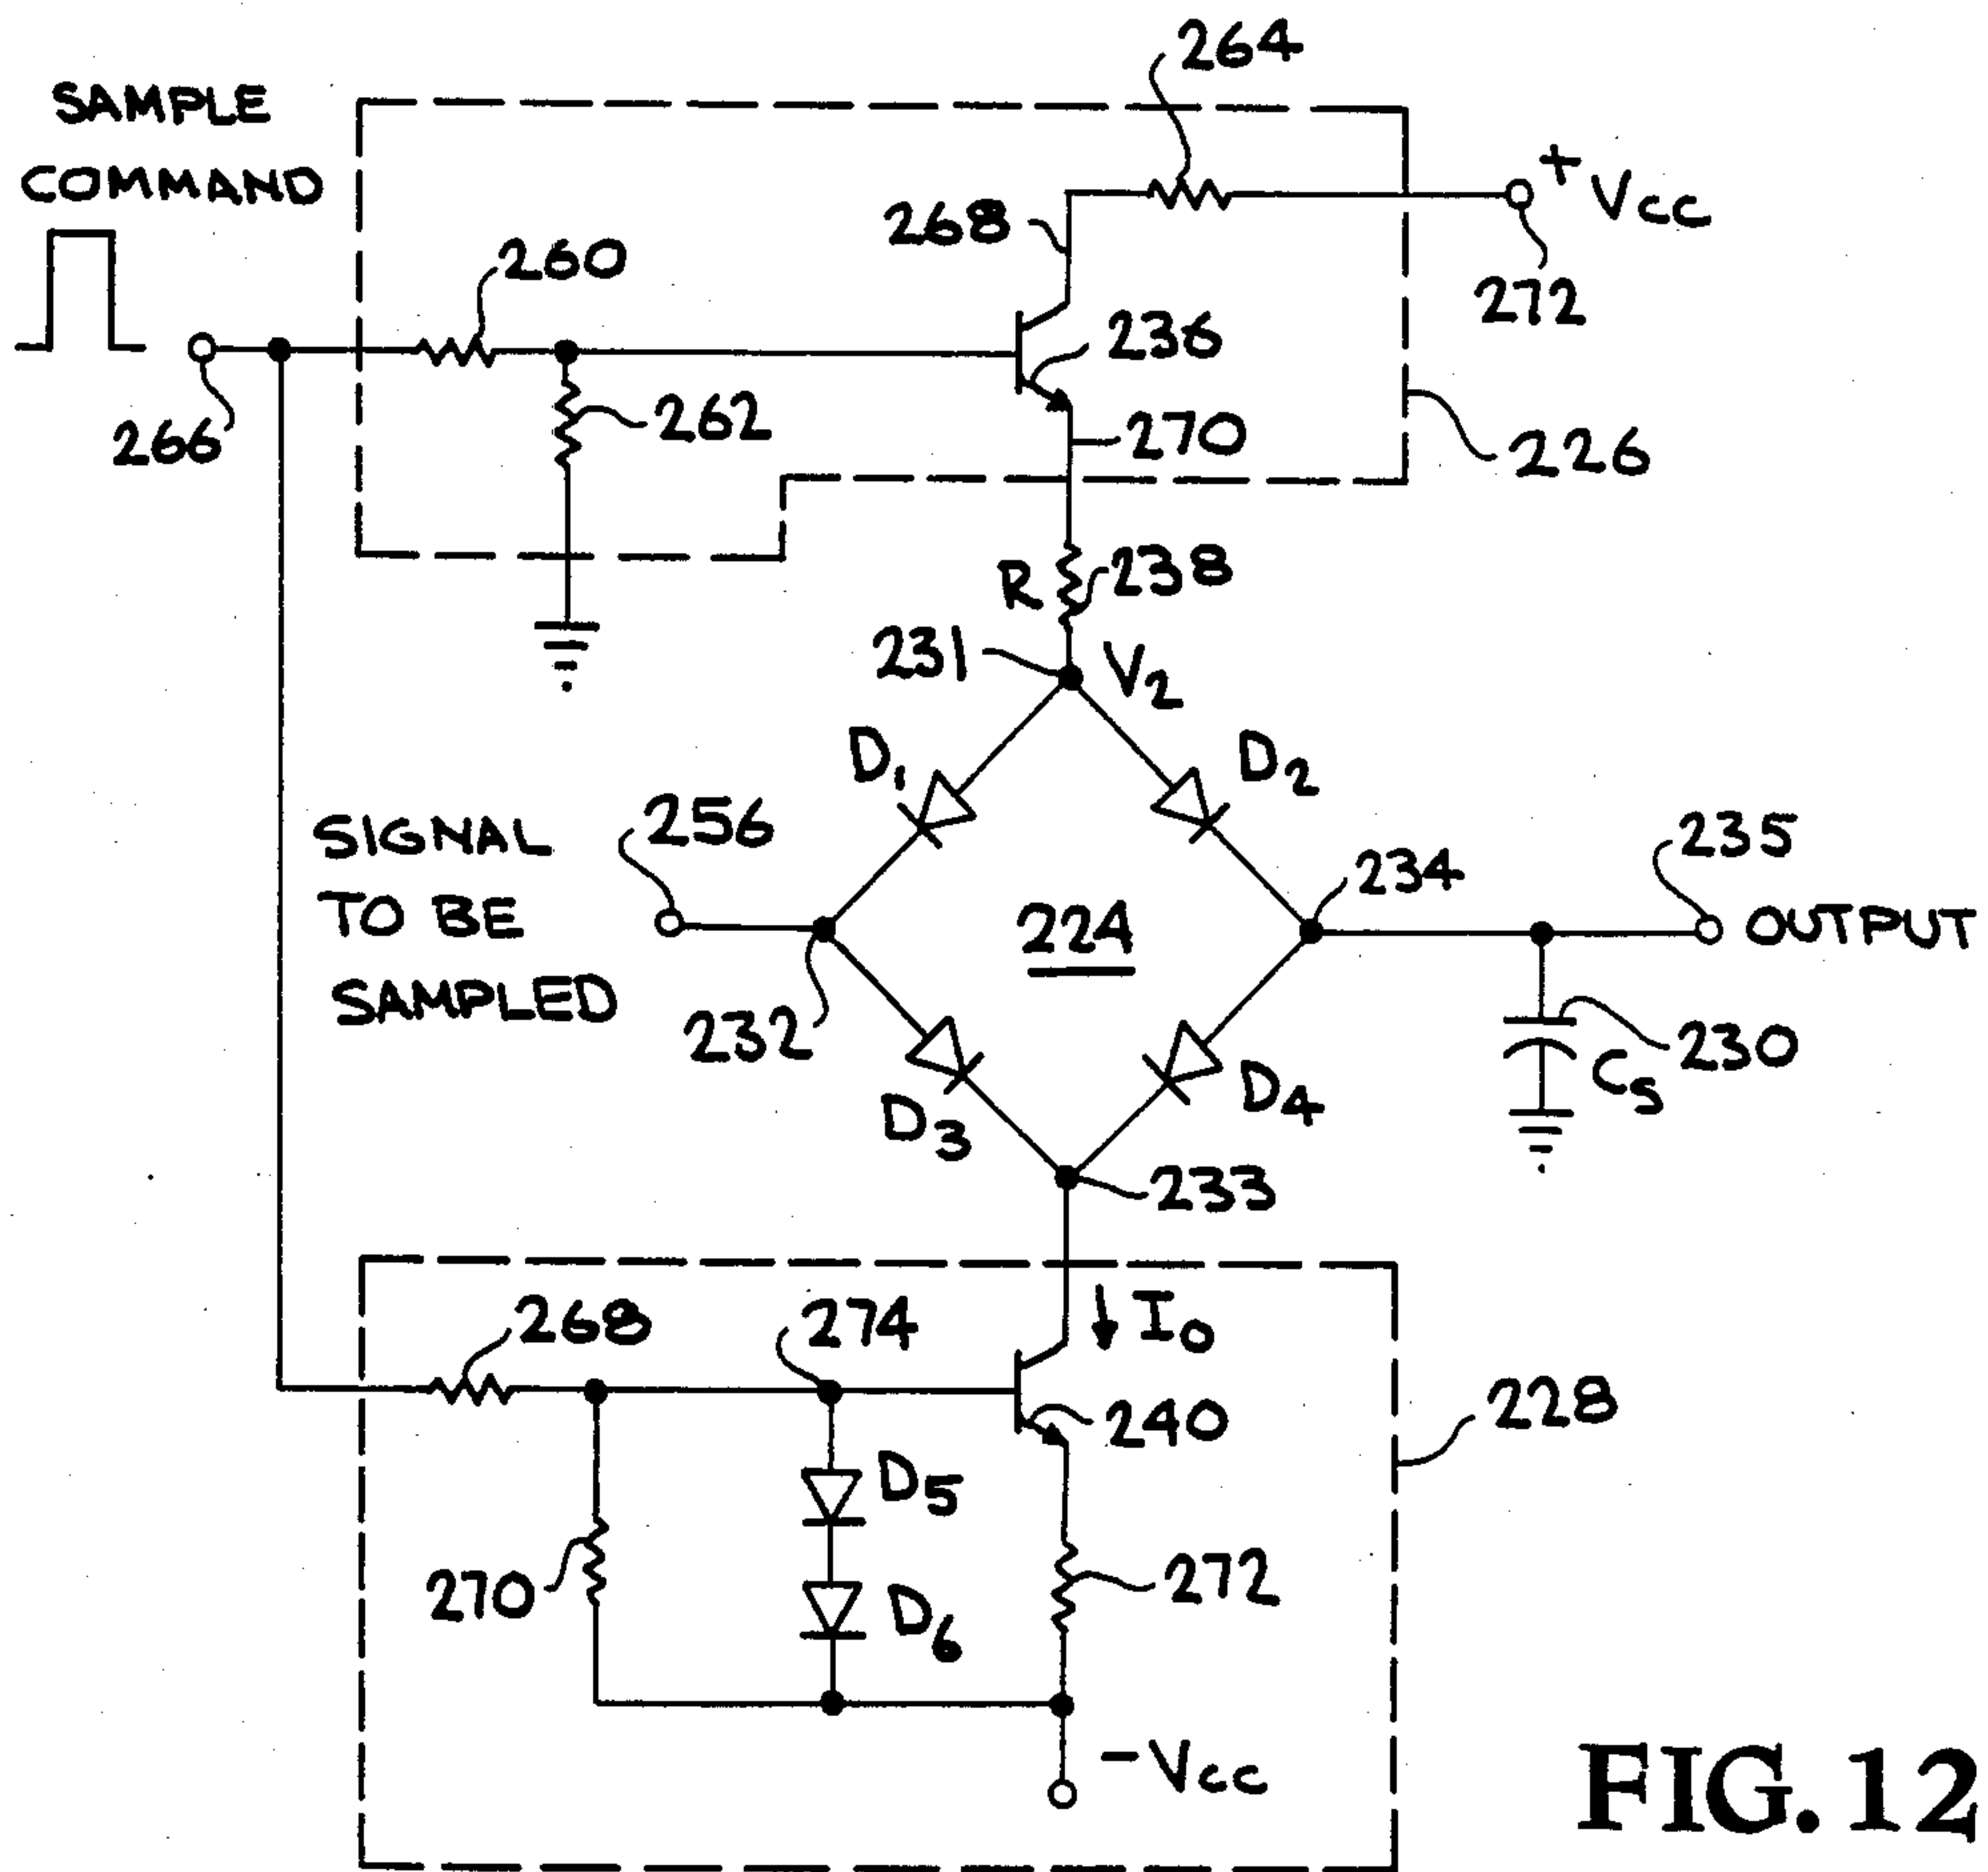 264
SAMPLE
COMMAND
+ Vcc
268
260
272
236
262
270
266
226
R
238
231
V2
D1
D2
SIGNAL
TO BE
SAMPLED
256
235
234
224
OUTPUT
232
230
Cs
D3
D4
233
268
274
Io
228
240
D5
270
272
D6
-Vcc
FIG. 12